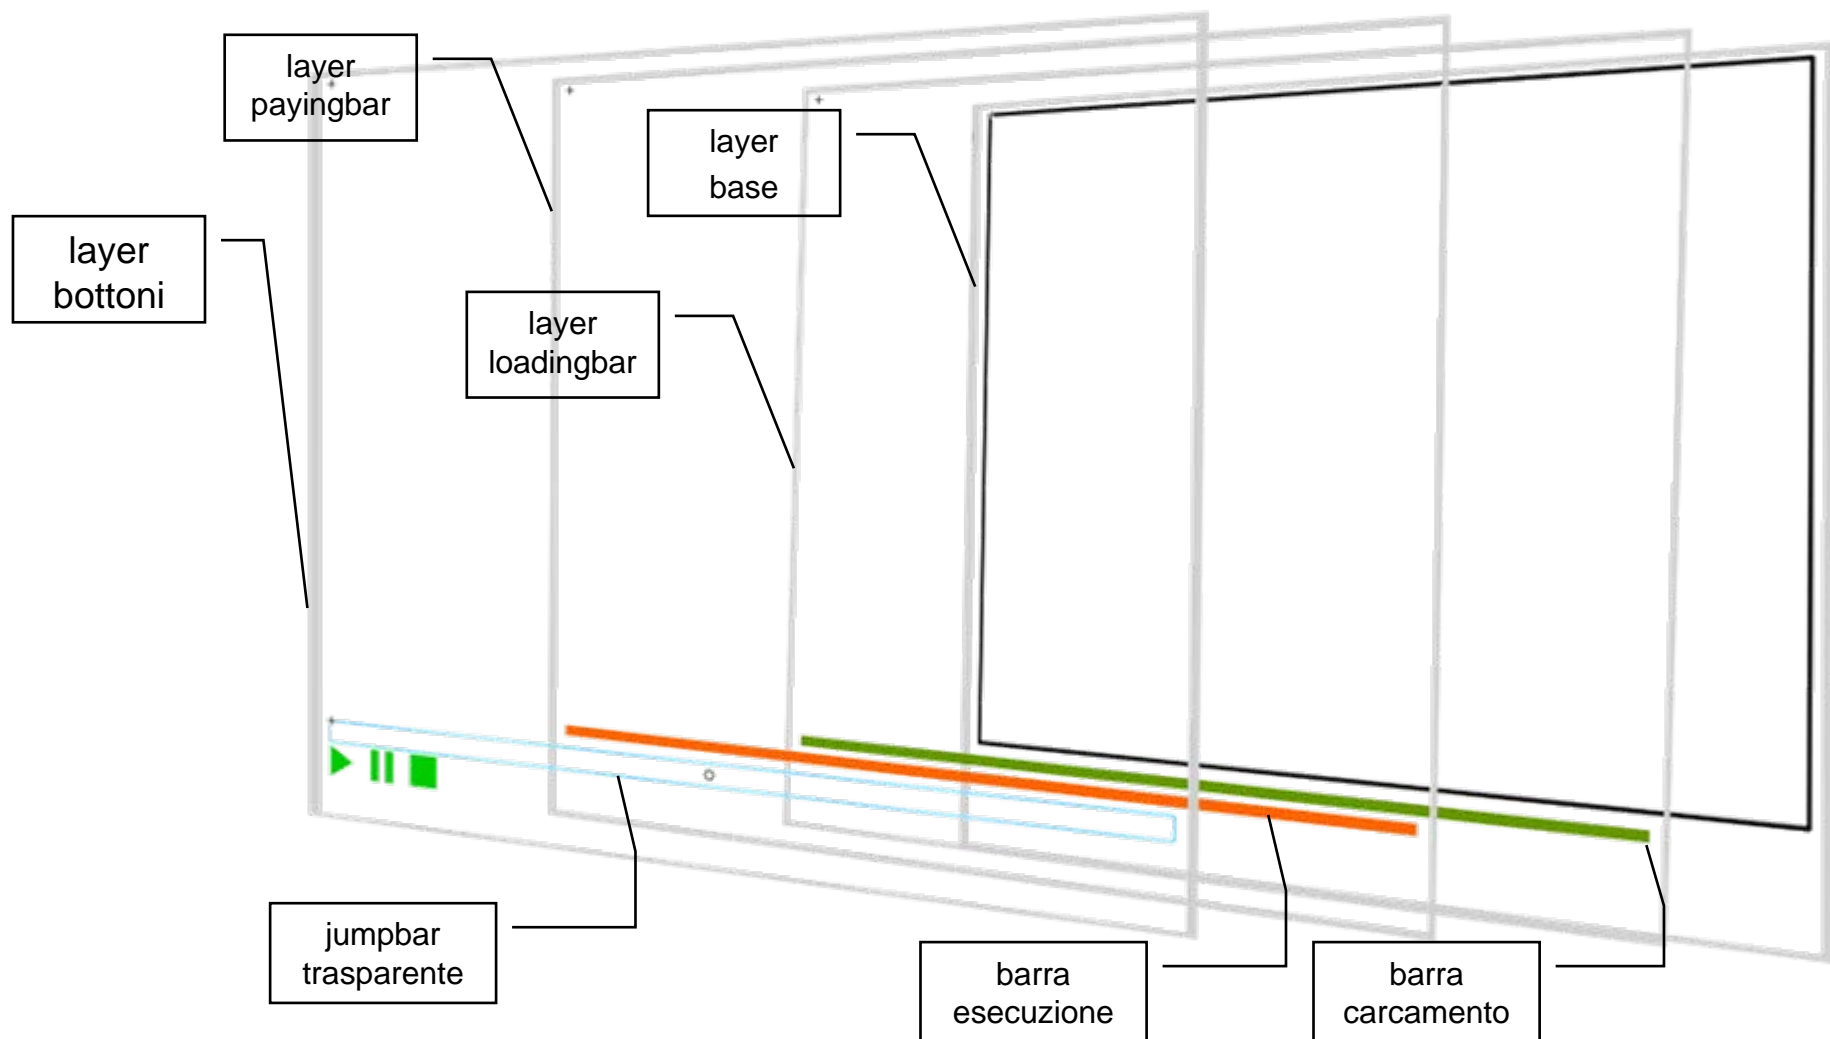 layer
payingbar
layer
base
layer
bottoni
layer
loadingbar
jumpbar
trasparente
barra
esecuzione
barra
carcamento